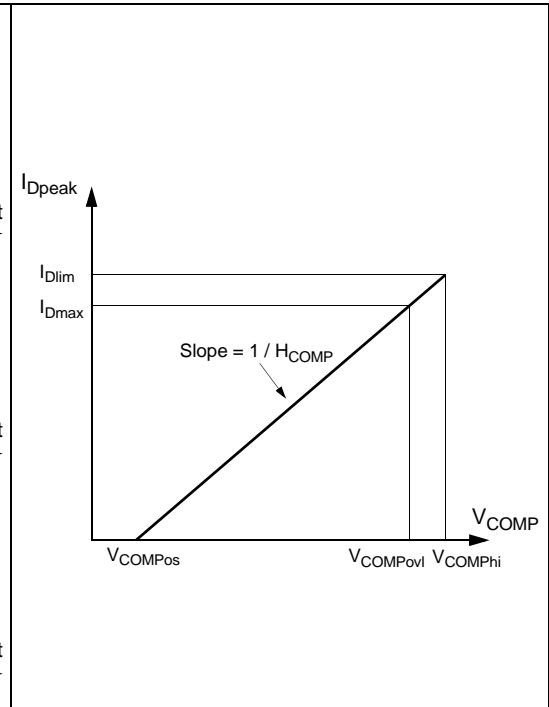 I_Dpeak
t
I_Dlim
I_Dmax
Slope = 1 / H_COMP
t
V_COMP
V_COMPos
V_COMPovl V_COMPhi
t